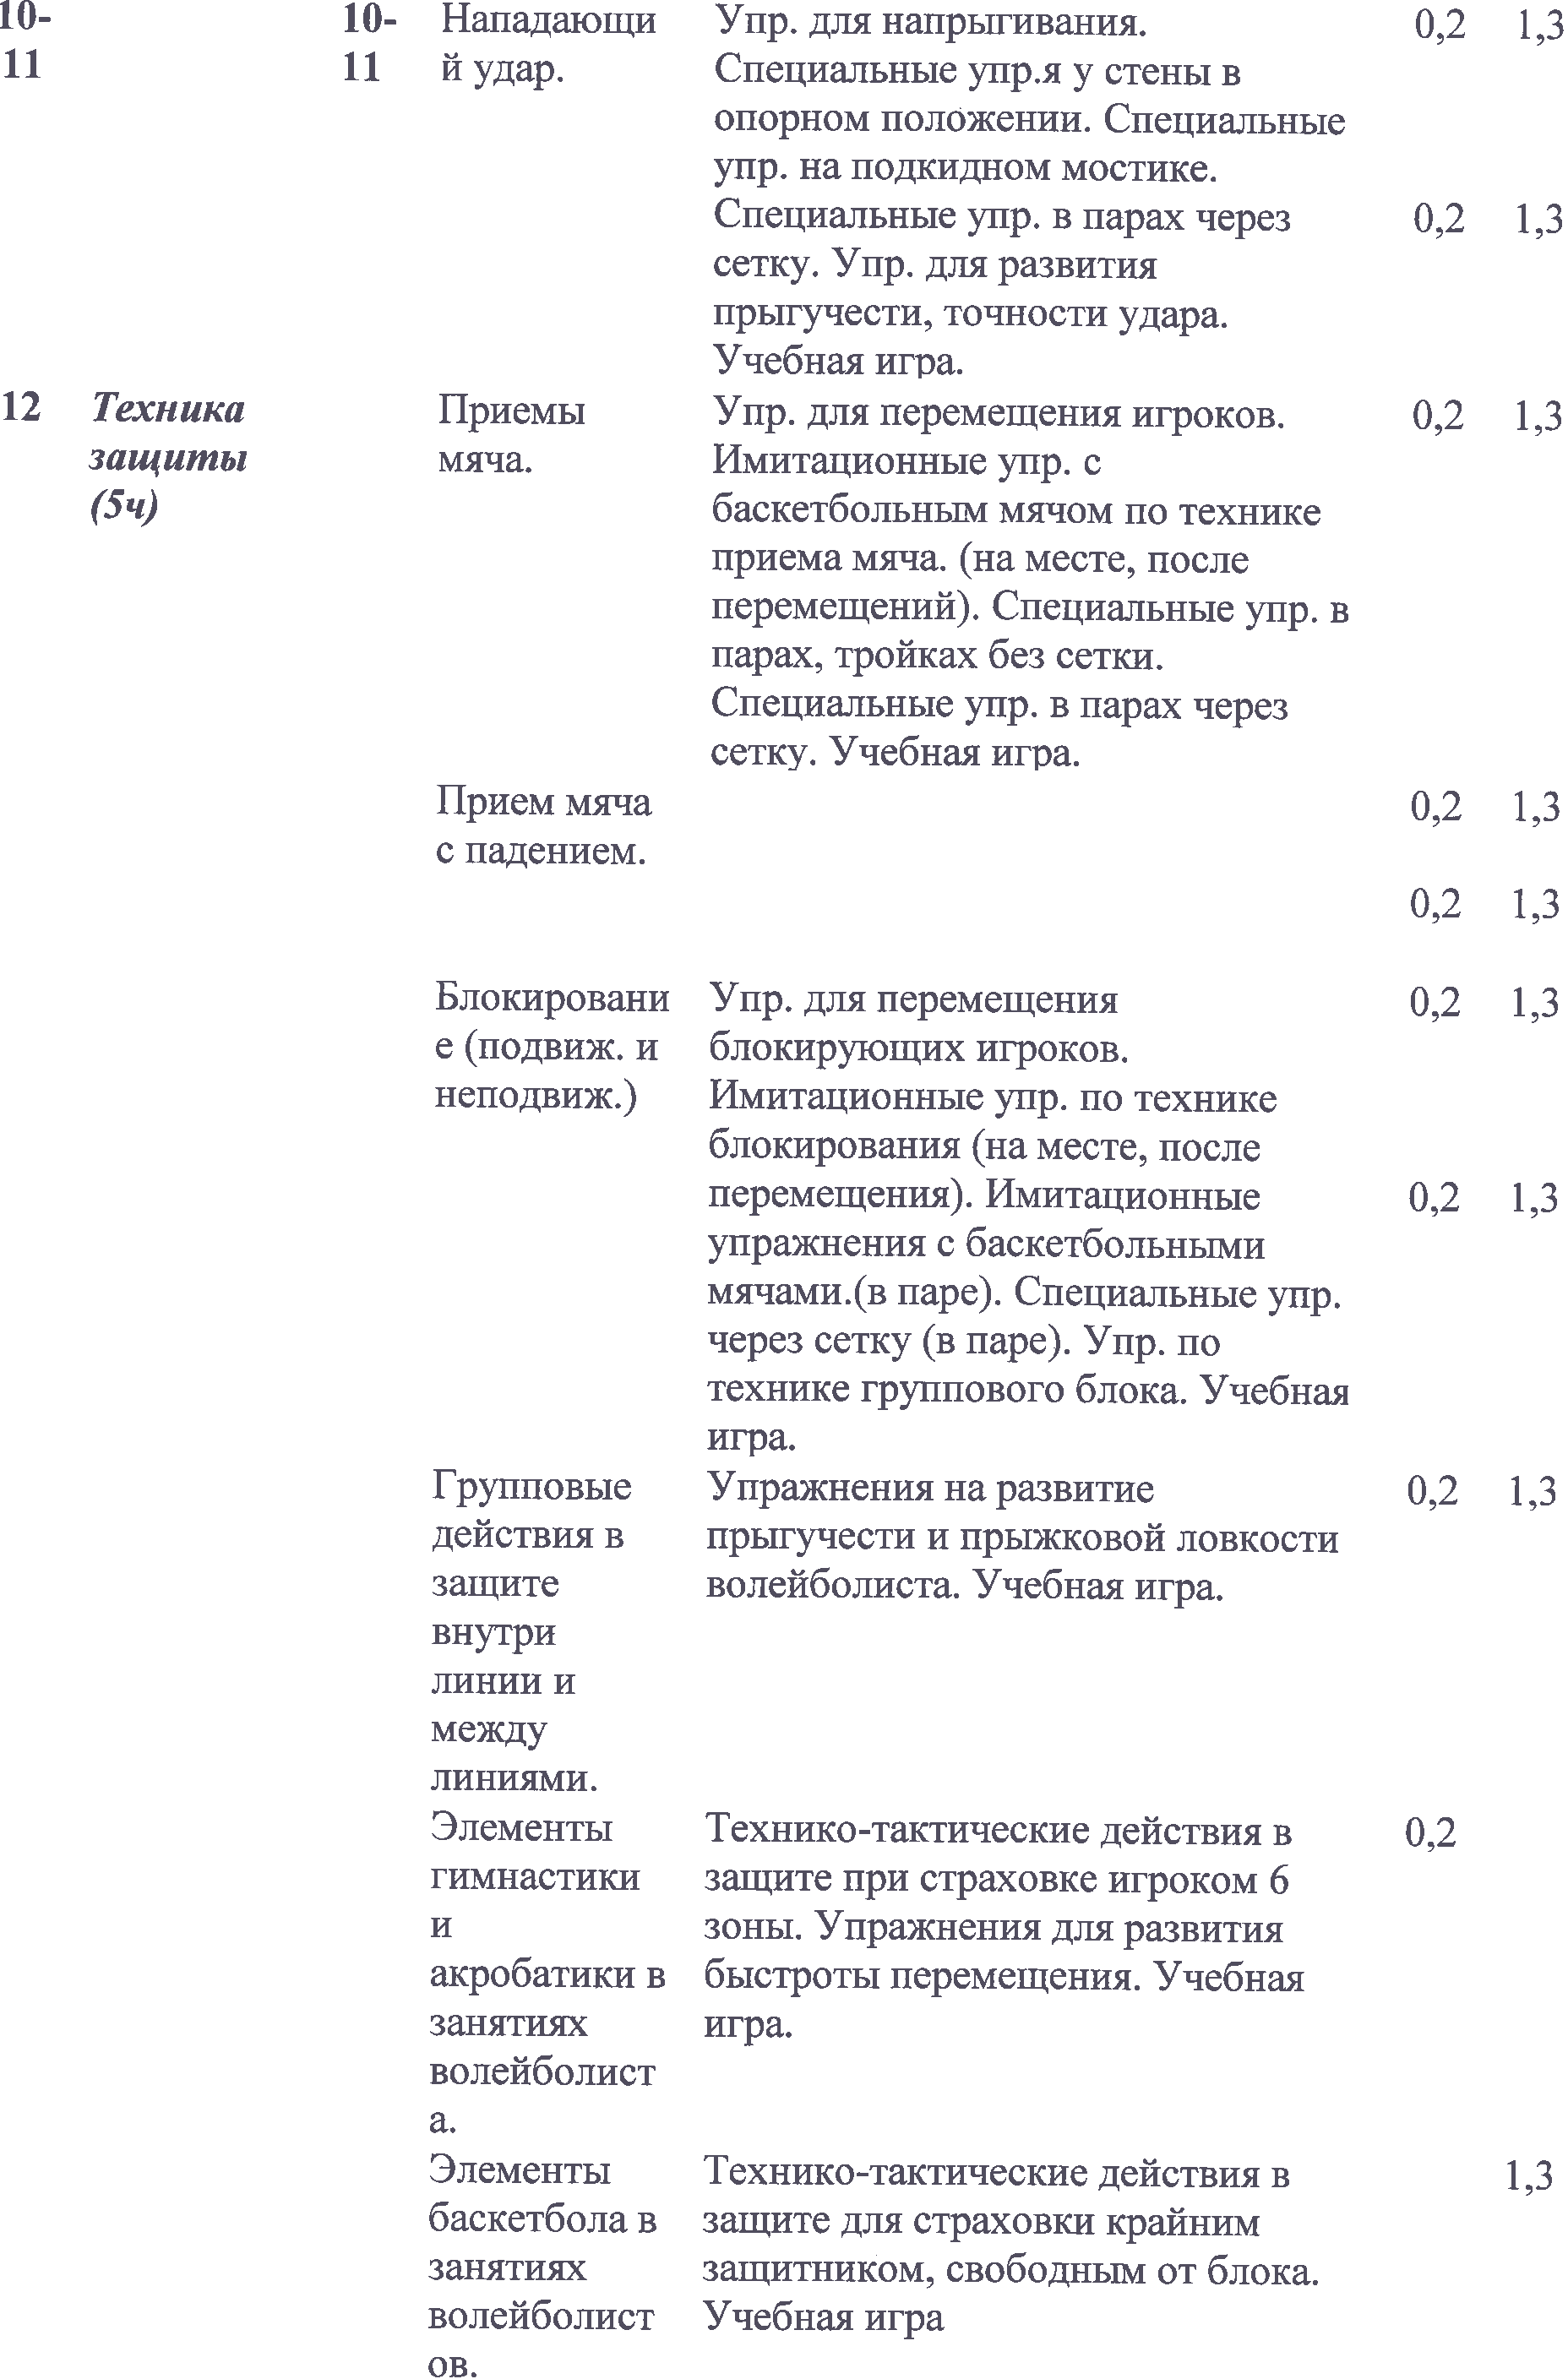 10- 10- Нападающи Упр. для напрыгивания. 0,2 1,3
11 11 й удар. Специальные упр.я у стены в
опорном положении. Специальные
упр. на подкидном мостике.
Специальные упр. в парах через 0,2 1,3
сетку. Упр. для развития
прыгучести, точности удара.
Учебная игра.
12 Техника Приемы Упр. для перемещения игроков. 0,2 1,3
защиты мяча. Имитационные упр. с
(5ч) баскетбольным мячом по технике
приема мяча. (на месте, после
перемещений). Специальные упр. в
парах, тройках без сетки.
Специальные упр. в парах через
сетку. Учебная игра.
Прием мяча 0,2 1,3
с падением.
0,2 1,3
Блокировани Упр. для перемещения 0,2 1,3
е (подвиж. и блокирующих игроков.
неподвиж.) Имитационные упр. по технике
блокирования (на месте, после
перемещения). Имитационные 0,2 1,3
упражнения с баскетбольными
мячами.(в паре). Специальные упр.
через сетку (в паре). Упр. по
технике группового блока. Учебная
игра.
Групповые Упражнения на развитие 0,2 1,3
действия в прыгучести и прыжковой ловкости
защите волейболиста. Учебная игра.
внутри
линии и
между
линиями.
Элементы Технико-тактические действия в 0,2
гимнастики защите при страховке игроком 6
и зоны. Упражнения для развития
акробатики в быстроты перемещения. Учебная
занятиях игра.
волейболист
а.
Элементы Технико-тактические действия в 1,3
баскетбола в защите для страховки крайним
занятиях защитником, свободным от блока.
волейболист Учебная игра
ов.